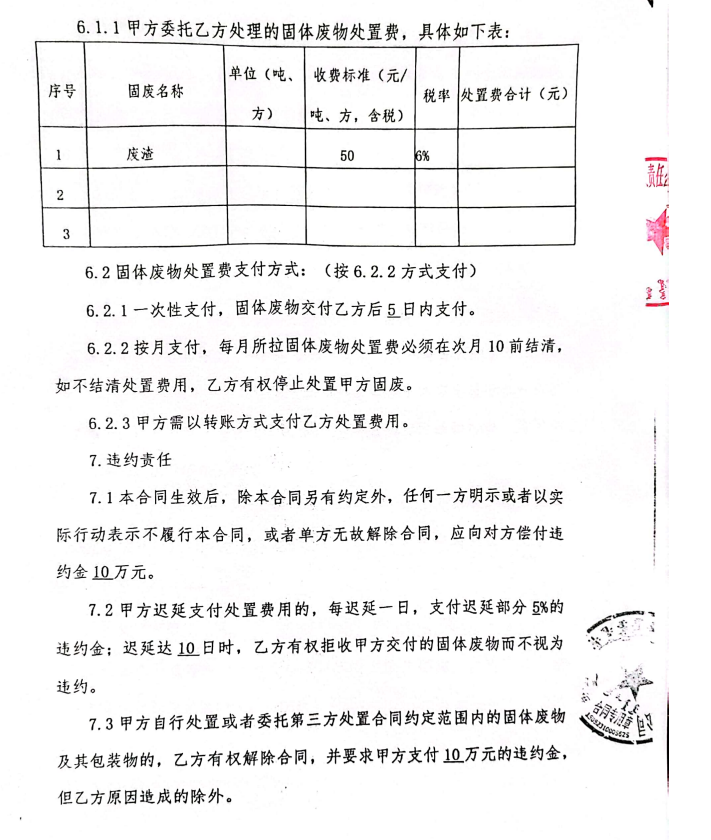 6.1.1 甲方委托乙方处理的固体废物处置费，具体如下表：
序号 固废名称 单位（吨、方） 收费标准（元/吨、方，含税） 税率 处置费合计（元）
1 废渣 50 6%
2
3
6.2 固体废物处置费支付方式：（按 6.2.2 方式支付）
6.2.1 一次性支付，固体废物交付乙方后 5 日内支付。
6.2.2 按月支付，每月所拉固体废物处置费必须在次月 10 前结清，
如不结清处置费用，乙方有权停止处置甲方固废。
6.2.3 甲方需以转账方式支付乙方处置费用。
7.违约责任
7.1 本合同生效后，除本合同另有约定外，任何一方明示或者以实
际行动表示不履行本合同，或者单方无故解除合同，应向对方偿付违
约金 10 万元。
7.2 甲方迟延支付处置费用的，每迟延一日，支付迟延部分 5%的
违约金；迟延达 10 日时，乙方有权拒收甲方交付的固体废物而不视为
违约。
7.3 甲方自行处置或者委托第三方处置合同约定范围内的固体废物
及其包装物的，乙方有权解除合同，并要求甲方支付 10 万元的违约金，
但乙方原因造成的除外。
责任
合同专用章